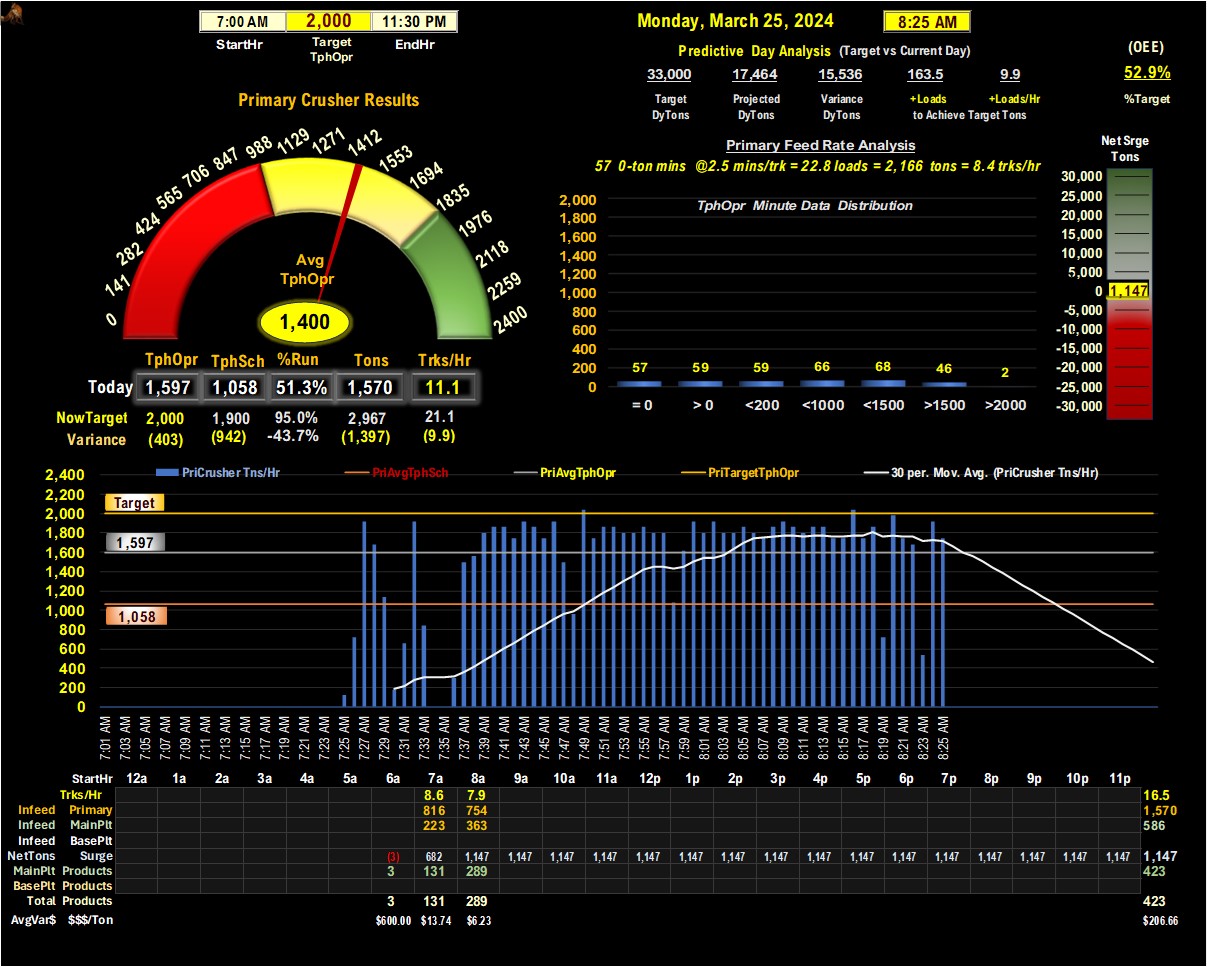 7:00 AM 2,000 11:30 PM
StartHr Target TphOpr EndHr
Monday, March 25, 2024 8:25 AM
Predictive Day Analysis (Target vs Current Day)
33,000 17,464 15,536 163.5 9.9
Target Projected Variance +Loads +Loads/Hr
DyTons DyTons DyTons to Achieve Target Tons
(OEE)
52.9%
%Target
Primary Crusher Results
0 141 282 424 565 706 847 988 1129 1271 1412 1553 1694 1835 1976 2118 2259 2400
Avg
TphOpr
1,400
TphOpr TphSch %Run Tons Trks/Hr
Today 1,597 1,058 51.3% 1,570 11.1
NowTarget 2,000 1,900 95.0% 2,967 21.1
Variance (403) (942) -43.7% (1,397) (9.9)
Primary Feed Rate Analysis
57 0-ton mins @2.5 mins/trk = 22.8 loads = 2,166 tons = 8.4 trks/hr
TphOpr Minute Data Distribution
2,000
1,800
1,600
1,400
1,200
1,000
800
600
400
200
0
57 59 59 66 68 46 2
= 0 > 0 <200 <1000 <1500 >1500 >2000
Net Srge
Tons
30,000
25,000
20,000
15,000
10,000
5,000
0 1,147
-5,000
-10,000
-15,000
-20,000
-25,000
-30,000
PriCrusher Tns/Hr PriAvgTphSch PriAvgTphOpr PriTargetTphOpr 30 per. Mov. Avg. (PriCrusher Tns/Hr)
2,400
2,200
2,000
1,800
1,600
1,400
1,200
1,000
800
600
400
200
0
Target
1,597
1,058
7:01 AM 7:03 AM 7:05 AM 7:07 AM 7:09 AM 7:11 AM 7:13 AM 7:15 AM 7:17 AM 7:19 AM 7:21 AM 7:23 AM 7:25 AM 7:27 AM 7:29 AM 7:31 AM 7:33 AM 7:35 AM 7:37 AM 7:39 AM 7:41 AM 7:43 AM 7:45 AM 7:47 AM 7:49 AM 7:51 AM 7:53 AM 7:55 AM 7:57 AM 7:59 AM 8:01 AM 8:03 AM 8:05 AM 8:07 AM 8:09 AM 8:11 AM 8:13 AM 8:15 AM 8:17 AM 8:19 AM 8:21 AM 8:23 AM 8:25 AM
StartHr 12a 1a 2a 3a 4a 5a 6a 7a 8a 9a 10a 11a 12p 1p 2p 3p 4p 5p 6p 7p 8p 9p 10p 11p
Trks/Hr 8.6 7.9 16.5
Infeed Primary 816 754 1,570
Infeed MainPlt 223 363 586
Infeed BasePlt
NetTons Surge (3) 682 1,147 1,147 1,147 1,147 1,147 1,147 1,147 1,147 1,147 1,147 1,147 1,147 1,147 1,147 1,147 1,147 1,147
MainPlt Products 3 131 289 423
BasePlt Products
Total Products 3 131 289 423
AvgVar$ $$$/Ton $600.00 $13.74 $6.23 $206.66